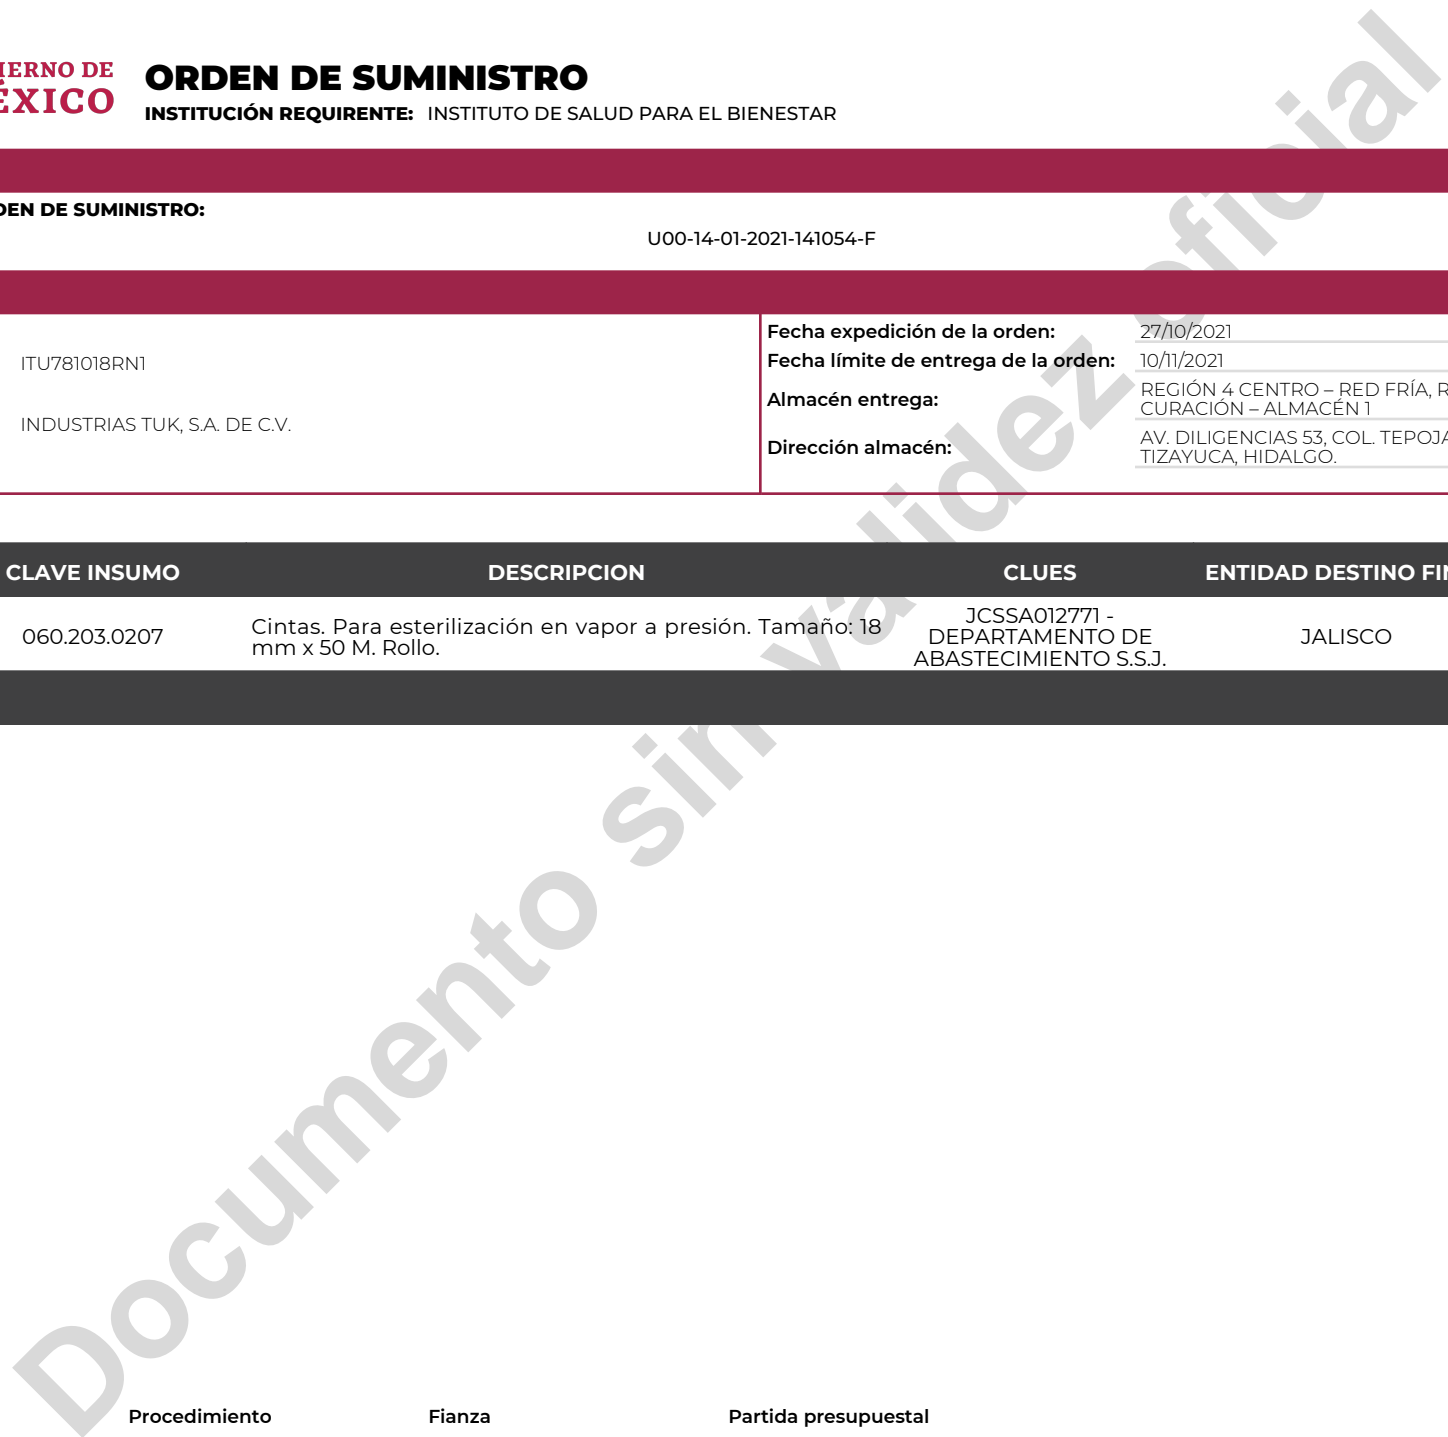 IERNO DE
ÉXICO
ORDEN DE SUMINISTRO
INSTITUCIÓN REQUIRENTE: INSTITUTO DE SALUD PARA EL BIENESTAR
DEN DE SUMINISTRO:
U00-14-01-2021-141054-F
ITU781018RN1
INDUSTRIAS TUK, S.A. DE C.V.
Fecha expedición de la orden: 27/10/2021
Fecha límite de entrega de la orden: 10/11/2021
Almacén entrega: REGIÓN 4 CENTRO – RED FRÍA, R
CURACIÓN – ALMACÉN 1
Dirección almacén: AV. DILIGENCIAS 53, COL. TEPOJA
TIZAYUCA, HIDALGO.
CLAVE INSUMO DESCRIPCION CLUES ENTIDAD DESTINO FIN
060.203.0207
Cintas. Para esterilización en vapor a presión. Tamaño: 18
mm x 50 M. Rollo.
JCSSA012771 -
DEPARTAMENTO DE
ABASTECIMIENTO S.S.J.
JALISCO
Documento sin validez oficial
Procedimiento Fianza Partida presupuestal